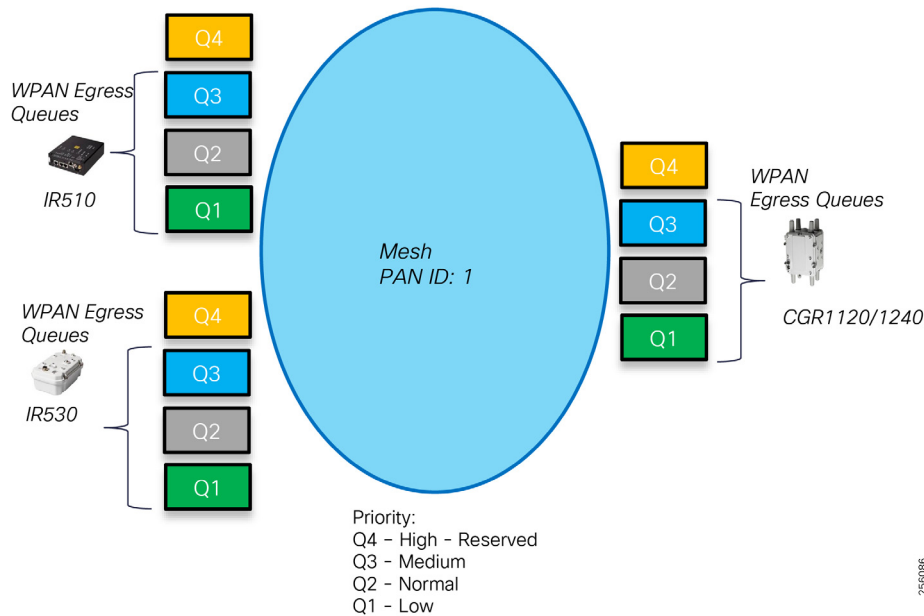 Q4
WPAN Egress
Queues
Q3
Q2
IR510
Q1
Q4
WPAN
Egress Queues
Q3
Mesh
PAN ID: 1
Q2
CGR1120/1240
Q1
WPAN Egress
Queues
Q4
Q3
IR530
Q2
Q1
Priority:
Q4 - High - Reserved
Q3 - Medium
Q2 - Normal
Q1 - Low
256086